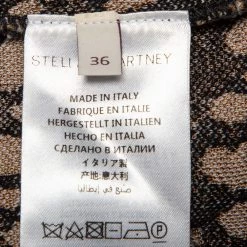 36
STELL CARTNEY
MADE IN ITALY
FABRIQUE EN ITALIE
HERGESTELLT IN ITALIEN
HECHO EN ITALIA
СДЕЛАНО В ИТАЛИИ
イタリア製
产地:意大利
صنع في إيطاليا